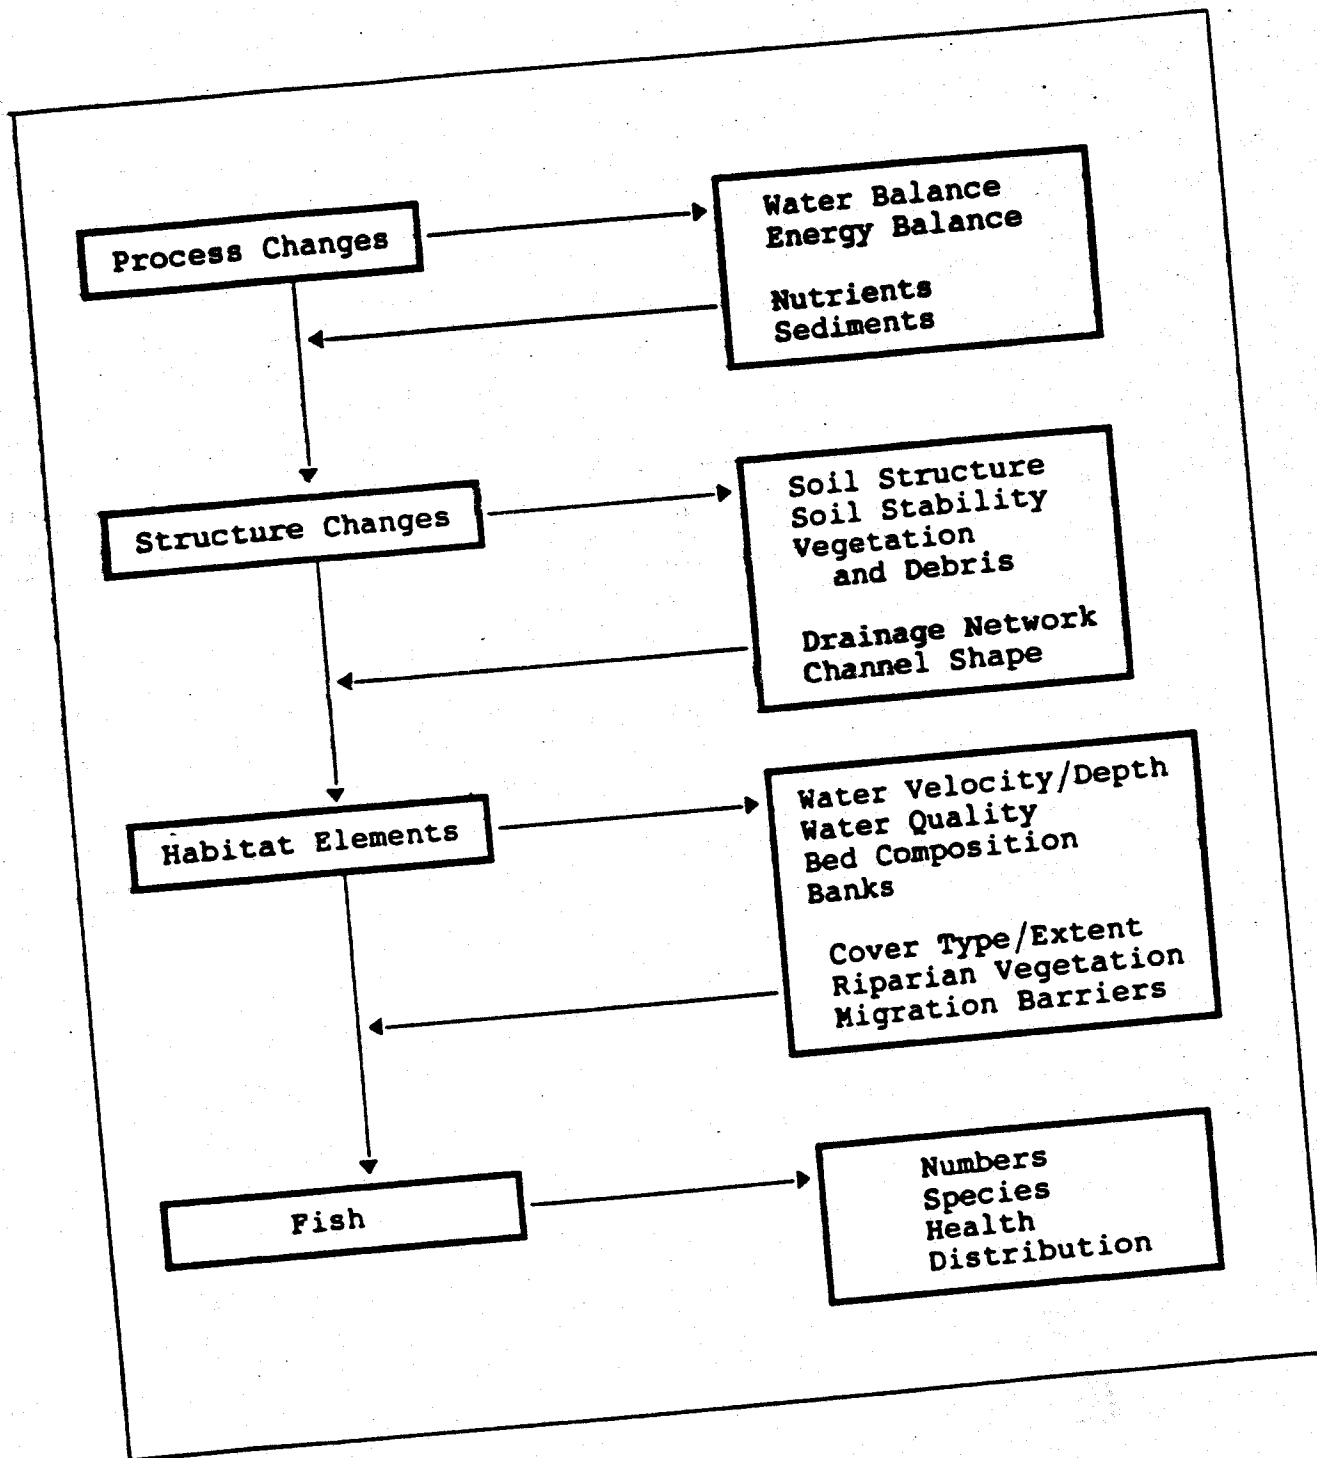 Process Changes
Water Balance
Energy Balance
Nutrients
Sediments
Structure Changes
Soil Structure
Soil Stability
Vegetation
and Debris
Drainage Network
Channel Shape
Habitat Elements
Water Velocity/Depth
Water Quality
Bed Composition
Banks
Cover Type/Extent
Riparian Vegetation
Migration Barriers
Fish
Numbers
Species
Health
Distribution